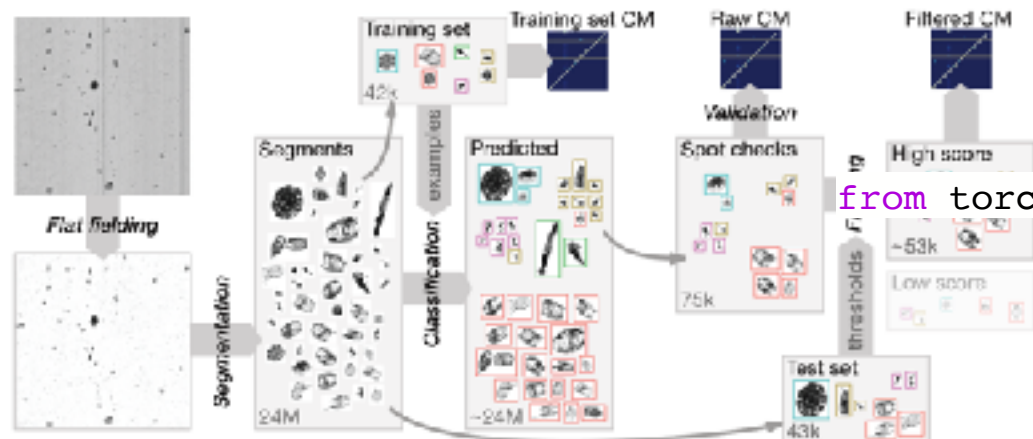 Training set
Training set CM
Raw CM
Filtered CM
42k
Validation
Segments
examples
Predicted
Spot checks
High score
from torc
Flat fielding
Segmentation
Classification
~53k
Low score
75k
thresholds
Test set
24M
~24M
43k